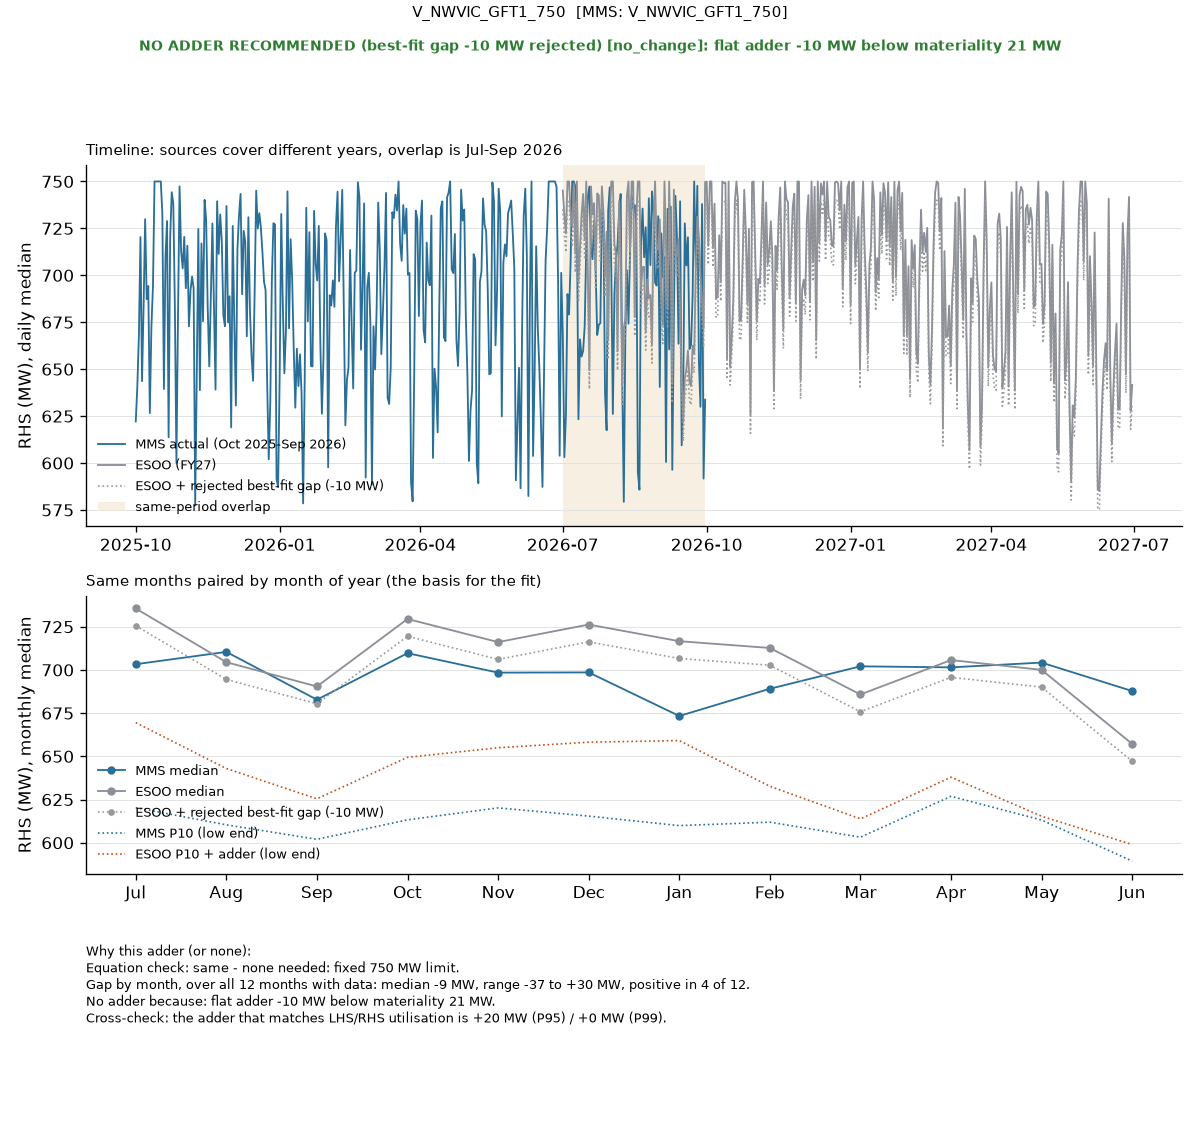 V_NWVIC_GFT1_750 [MMS: V_NWVIC_GFT1_750]
NO ADDER RECOMMENDED (best-fit gap -10 MW rejected) [no_change]: flat adder -10 MW below materiality 21 MW
Timeline: sources cover different years, overlap is Jul-Sep 2026
RHS (MW), daily median
750
725
700
675
650
625
600
575
MMS actual (Oct 2025-Sep 2026)
ESOO (FY27)
ESOO + rejected best-fit gap (-10 MW)
same-period overlap
2025-10 2026-01 2026-04 2026-07 2026-10 2027-01 2027-04 2027-07
Same months paired by month of year (the basis for the fit)
RHS (MW), monthly median
725
700
675
650
625
600
MMS median
ESOO median
ESOO + rejected best-fit gap (-10 MW)
MMS P10 (low end)
ESOO P10 + adder (low end)
Jul Aug Sep Oct Nov Dec Jan Feb Mar Apr May Jun
Why this adder (or none):
Equation check: same - none needed: fixed 750 MW limit.
Gap by month, over all 12 months with data: median -9 MW, range -37 to +30 MW, positive in 4 of 12.
No adder because: flat adder -10 MW below materiality 21 MW.
Cross-check: the adder that matches LHS/RHS utilisation is +20 MW (P95) / +0 MW (P99).